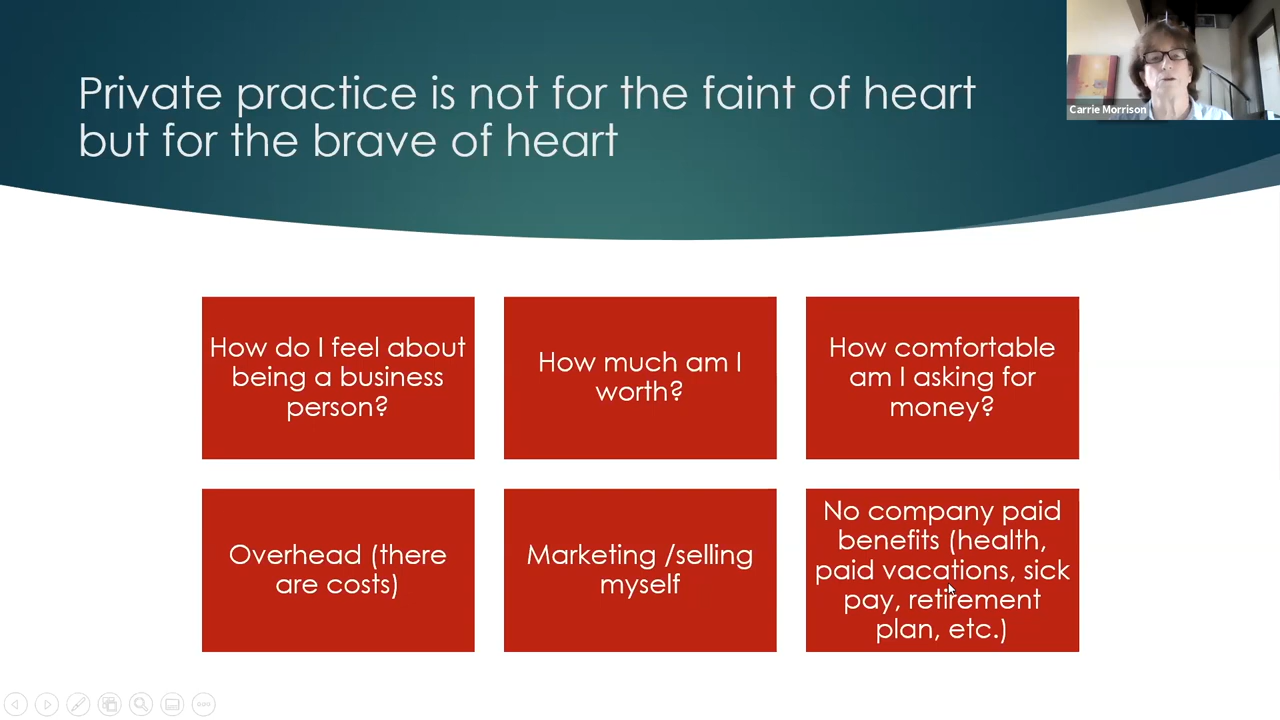 Private practice is not for the faint of heart
but for the brave of heart
Carrie Morrison
How do I feel about
being a business
person?
How much am I
worth?
How comfortable
am I asking for
money?
Overhead (there
are costs)
Marketing /selling
myself
No company paid
benefits (health,
paid vacations, sick
pay, retirement
plan, etc.)